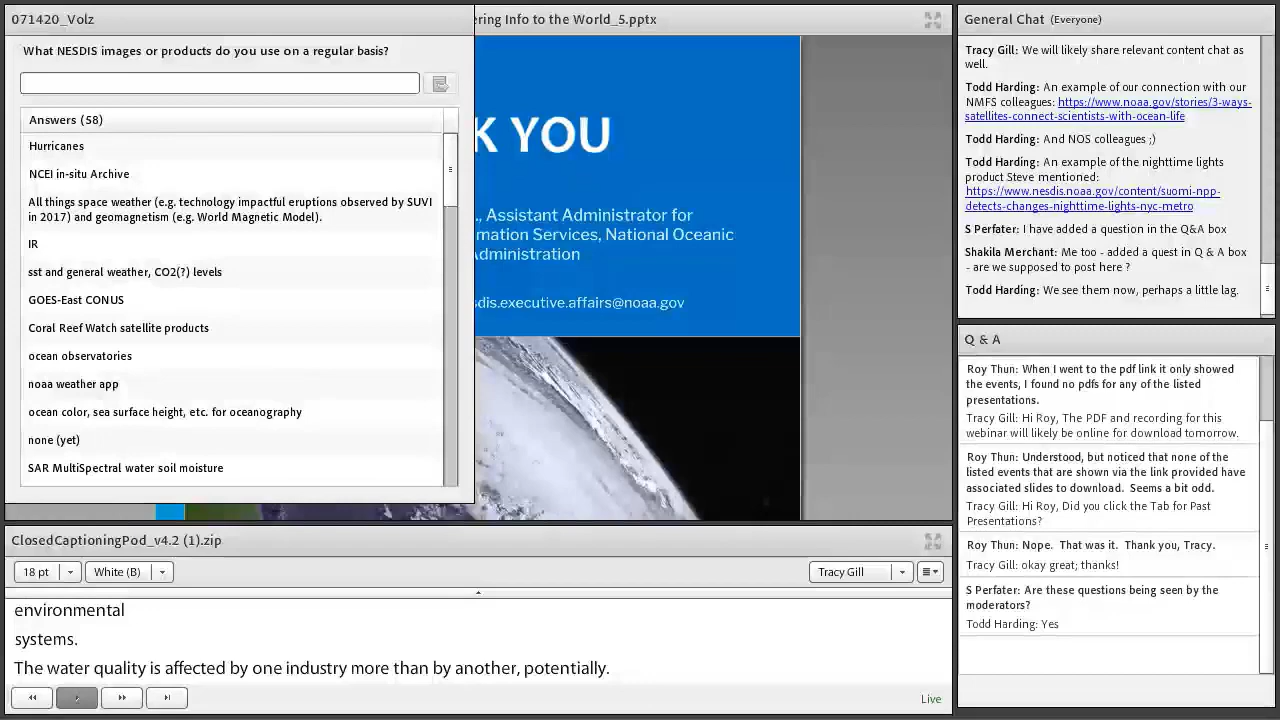 071420_Volz
What NESDIS images or products do you use on a regular basis?
Answers (58)
Hurricanes
NCEI in-situ Archive
All things space weather (e.g. technology impactful eruptions observed by SUVI
in 2017) and geomagnetism (e.g. World Magnetic Model).
IR
sst and general weather, CO2(?) levels
GOES-East CONUS
Coral Reef Watch satellite products
ocean observatories
noaa weather app
ocean color, sea surface height, etc. for oceanography
none (yet)
SAR MultiSpectral water soil moisture
ering Info to the World_5.pptx
K YOU
., Assistant Administrator for
mation Services, National Oceanic
Administration
sdis.executive.affairs@noaa.gov
ClosedCaptioningPod_v4.2 (1).zip
18 pt
White (B)
Tracy Gill
environmental
systems.
The water quality is affected by one industry more than by another, potentially.
Live
General Chat (Everyone)
Tracy Gill: We will likely share relevant content chat as
well.
Todd Harding: An example of our connection with our
NMFS colleagues: https://www.noaa.gov/stories/3-ways-
satellites-connect-scientists-with-ocean-life
Todd Harding: And NOS colleagues ;)
Todd Harding: An example of the nighttime lights
product Steve mentioned:
https://www.nesdis.noaa.gov/content/suomi-npp-
detects-changes-nighttime-lights-nyc-metro
S Perfater: I have added a question in the Q&A box
Shakila Merchant: Me too - added a quest in Q & A box
- are we supposed to post here ?
Todd Harding: We see them now, perhaps a little lag.
Q & A
Roy Thun: When I went to the pdf link it only showed
the events, I found no pdfs for any of the listed
presentations.
Tracy Gill: Hi Roy, The PDF and recording for this
webinar will likely be online for download tomorrow.
Roy Thun: Understood, but noticed that none of the
listed events that are shown via the link provided have
associated slides to download.  Seems a bit odd.
Tracy Gill: Hi Roy, Did you click the Tab for Past
Presentations?
Roy Thun: Nope.  That was it.  Thank you, Tracy.
Tracy Gill: okay great; thanks!
S Perfater: Are these questions being seen by the
moderators?
Todd Harding: Yes